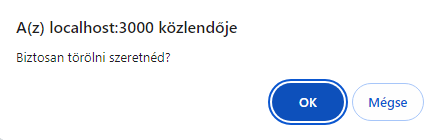 A(z) localhost:3000 közlendője
Biztosan törölni szeretnéd?
OK
Mégse